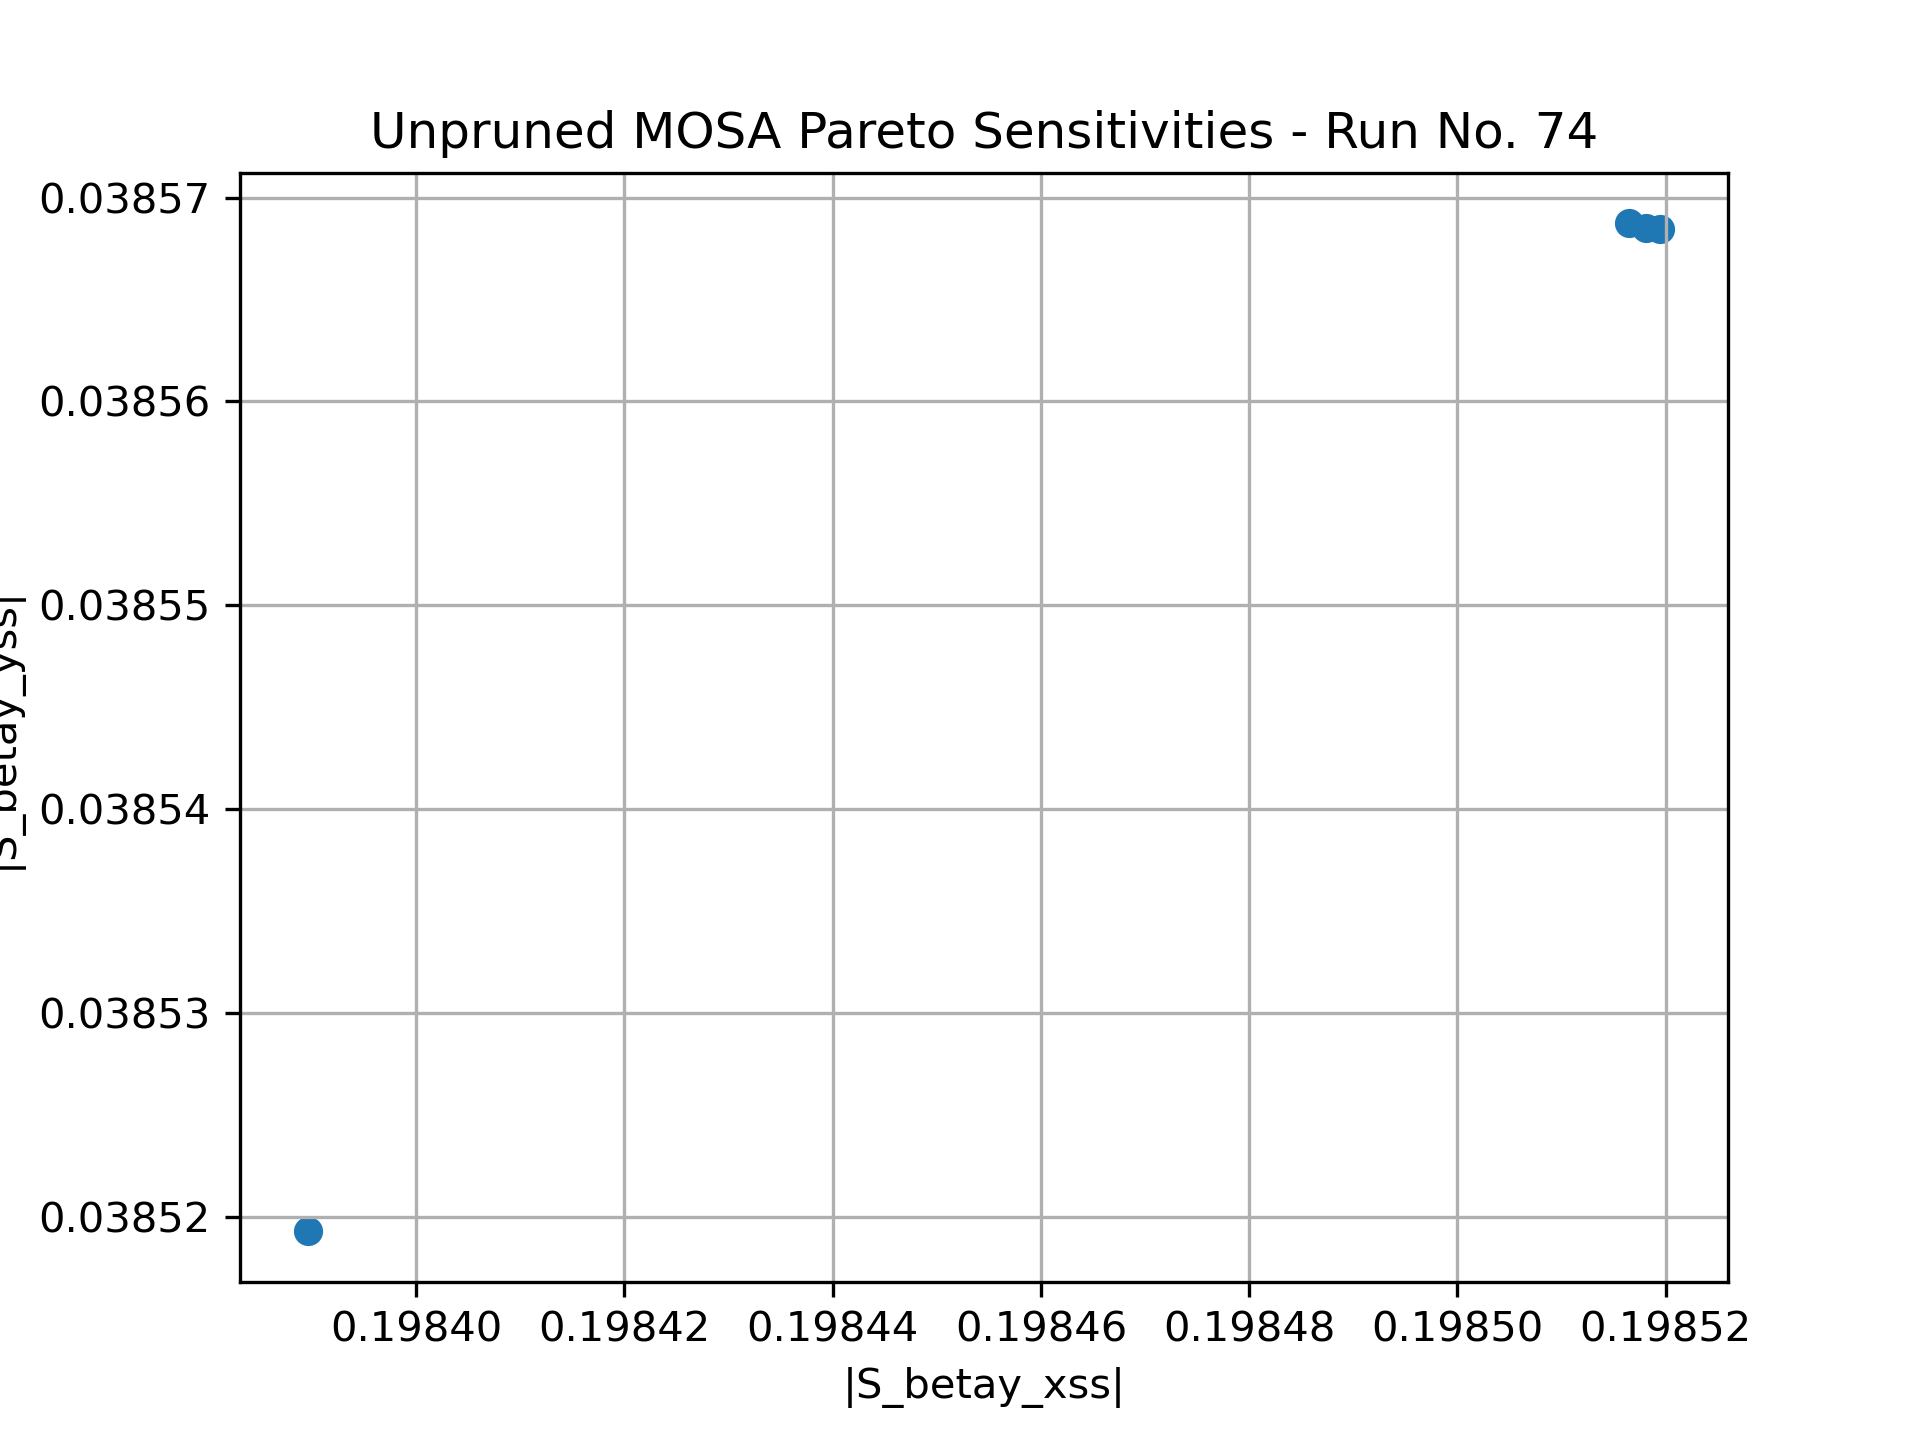 Unpruned MOSA Pareto Sensitivities - Run No. 74
0.03857
0.03856
0.03855
0.03854
0.03853
0.03852
|S_betay_yss|
0.19840 0.19842 0.19844 0.19846 0.19848 0.19850 0.19852
|S_betay_xss|